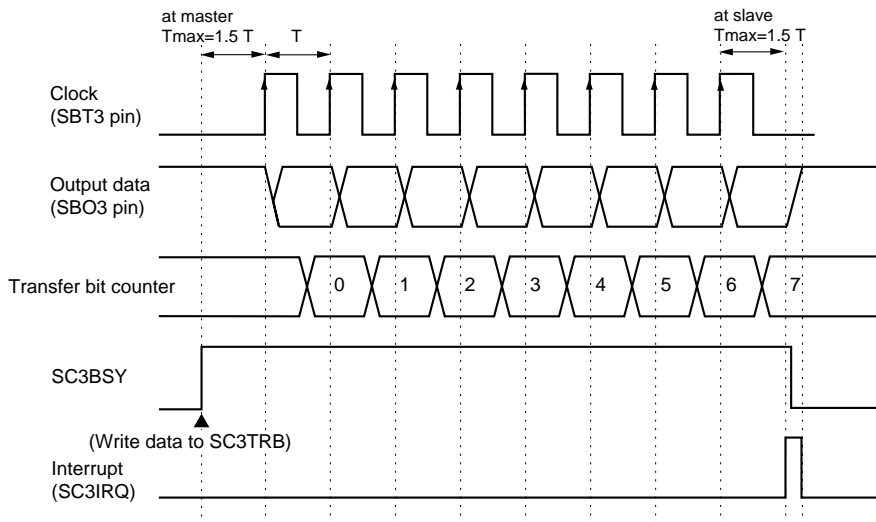 at master
Tmax=1.5 T
T
at slave
Tmax=1.5 T
Clock
(SBT3 pin)
Output data
(SBO3 pin)
Transfer bit counter
0 1 2 3 4 5 6 7
SC3BSY
(Write data to SC3TRB)
Interrupt
(SC3IRQ)